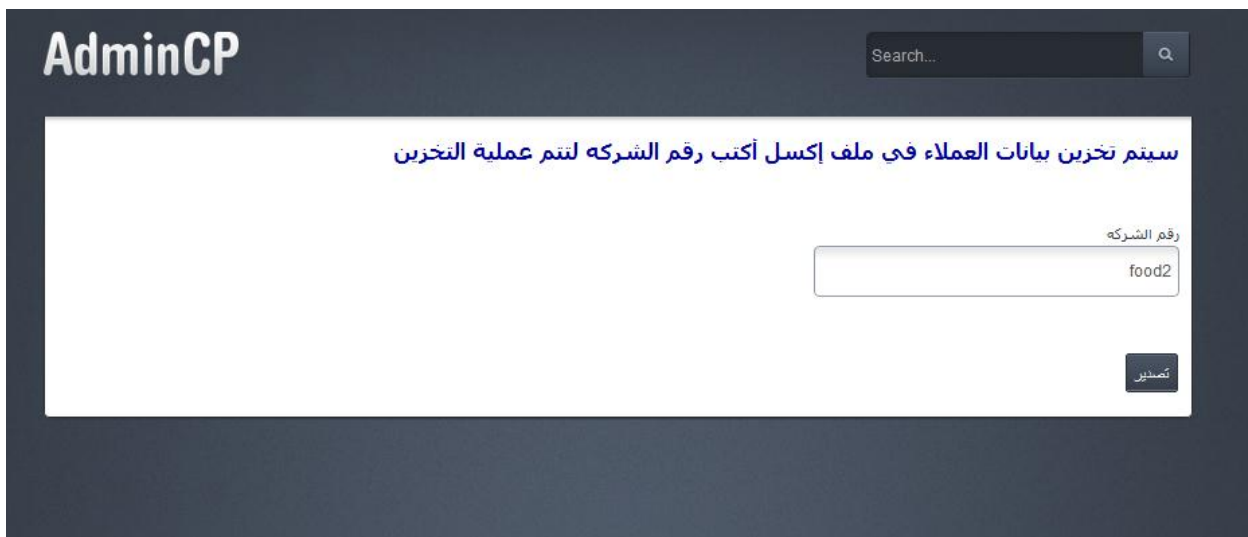 AdminCP
Search...
سيتم تخزين بيانات العملاء في ملف إكسل أكتب رقم الشركه لتتم عملية التخزين
رقم الشركه
food2
تصدير